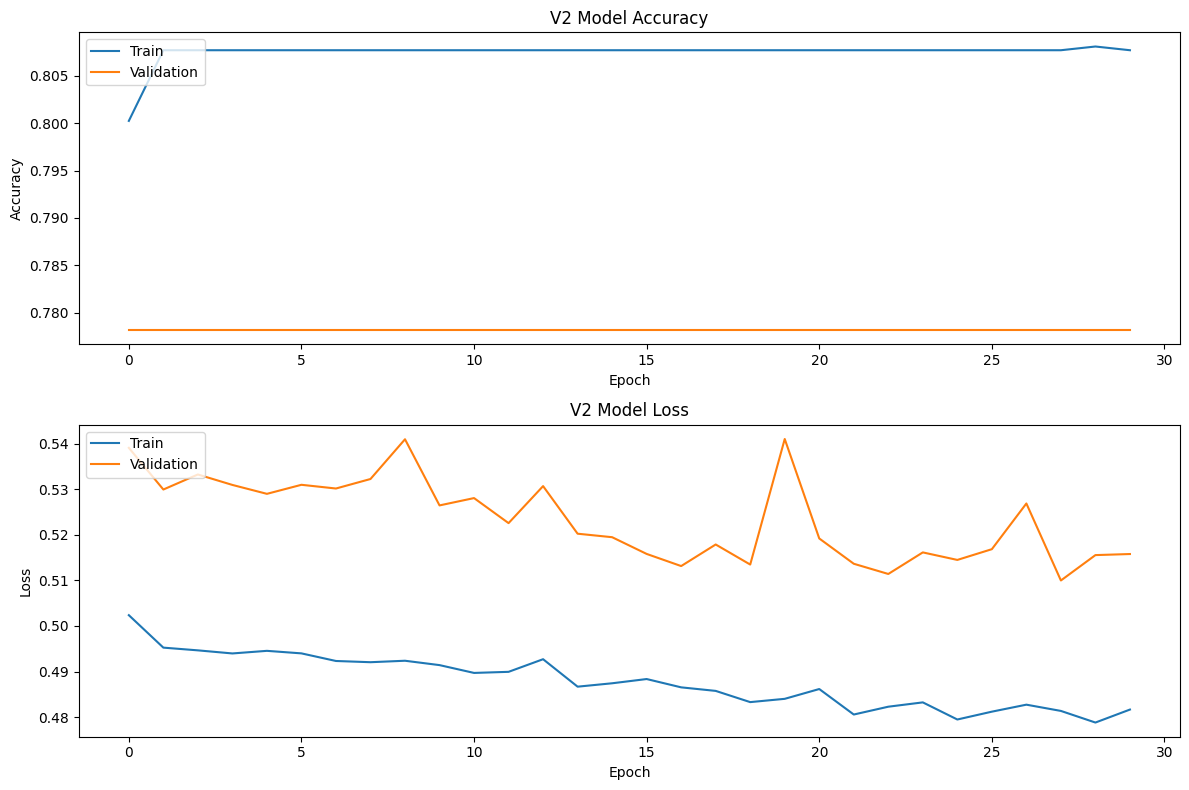 V2 Model Accuracy
Train
Validation
0.805
0.800
0.795
0.790
0.785
0.780
Accuracy
0 5 10 15 20 25 30
Epoch
V2 Model Loss
Train
Validation
0.54
0.53
0.52
0.51
0.50
0.49
0.48
Loss
0 5 10 15 20 25 30
Epoch